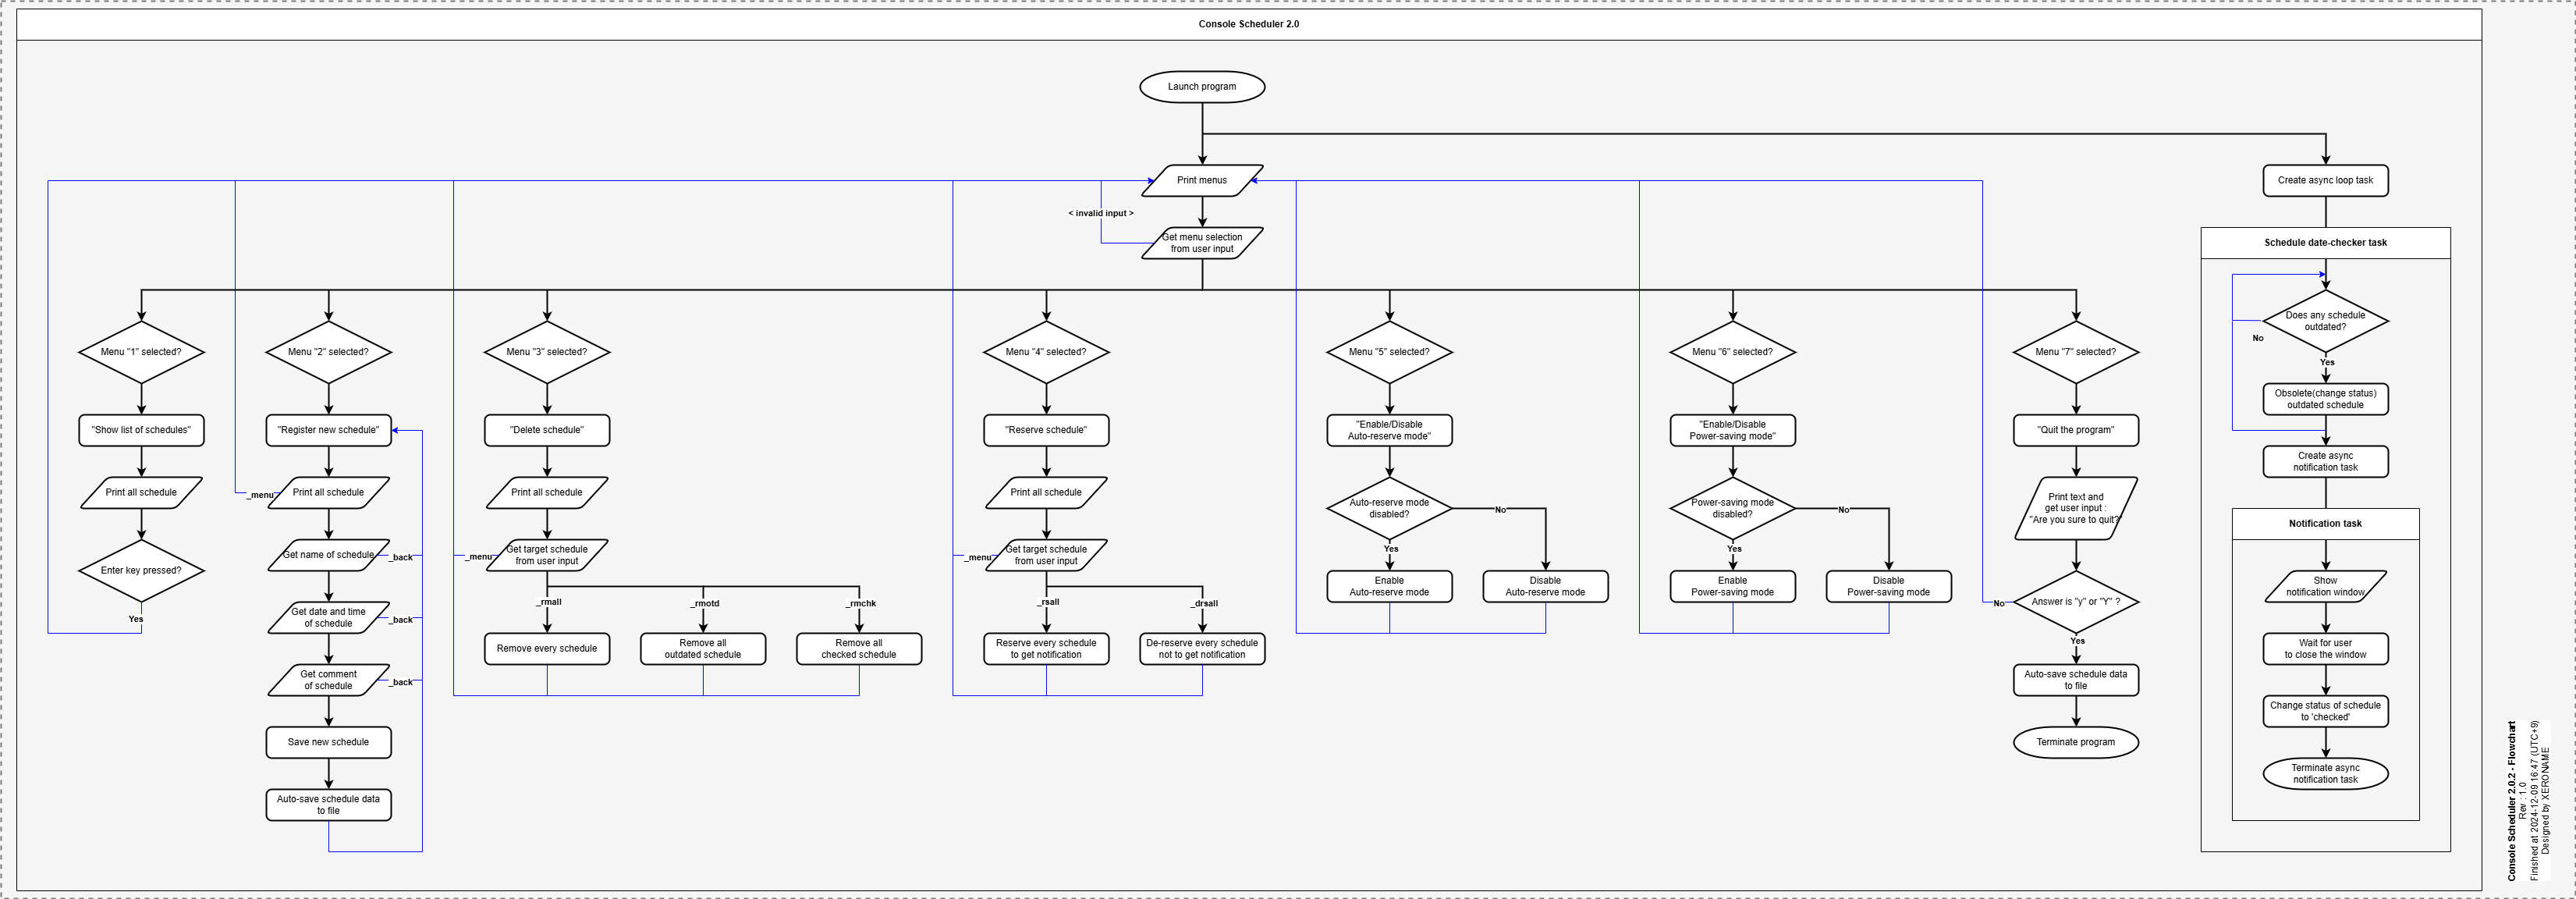 Console Scheduler 2.0
Launch program
Print menus
< invalid input >
Get menu selection
from user input
Menu "1" selected?
"Show list of schedules"
Print all schedule
Enter key pressed?
Yes
Menu "2" selected?
"Register new schedule"
Print all schedule
_menu
Get name of schedule
_back
Get date and time
of schedule
_back
Get comment
of schedule
_back
Save new schedule
Auto-save schedule data
to file
Menu "3" selected?
"Delete schedule"
Print all schedule
Get target schedule
from user input
_menu
_rmall
_rmotd
_rmchk
Remove every schedule
Remove all
outdated schedule
Remove all
checked schedule
Menu "4" selected?
"Reserve schedule"
Print all schedule
Get target schedule
from user input
_menu
_rsall
_drsall
Reserve every schedule
to get notification
De-reserve every schedule
not to get notification
Menu "5" selected?
"Enable/Disable
Auto-reserve mode"
Auto-reserve mode
disabled?
No
Yes
Enable
Auto-reserve mode
Disable
Auto-reserve mode
Menu "6" selected?
"Enable/Disable
Power-saving mode"
Power-saving mode
disabled?
No
Yes
Enable
Power-saving mode
Disable
Power-saving mode
Menu "7" selected?
"Quit the program"
Print text and
get user input :
"Are you sure to quit?"
Answer is "y" or "Y" ?
No
Yes
Auto-save schedule data
to file
Terminate program
Create async loop task
Schedule date-checker task
Does any schedule
outdated?
No
Yes
Obsolete(change status)
outdated schedule
Create async
notification task
Notification task
Show
notification window
Wait for user
to close the window
Change status of schedule
to 'checked'
Terminate async
notification task
Console Scheduler 2.0.2 - Flowchart
Rev : 1.0
Finished at 2024-12-09 16:47 (UTC+9)
Designed by XERONAME